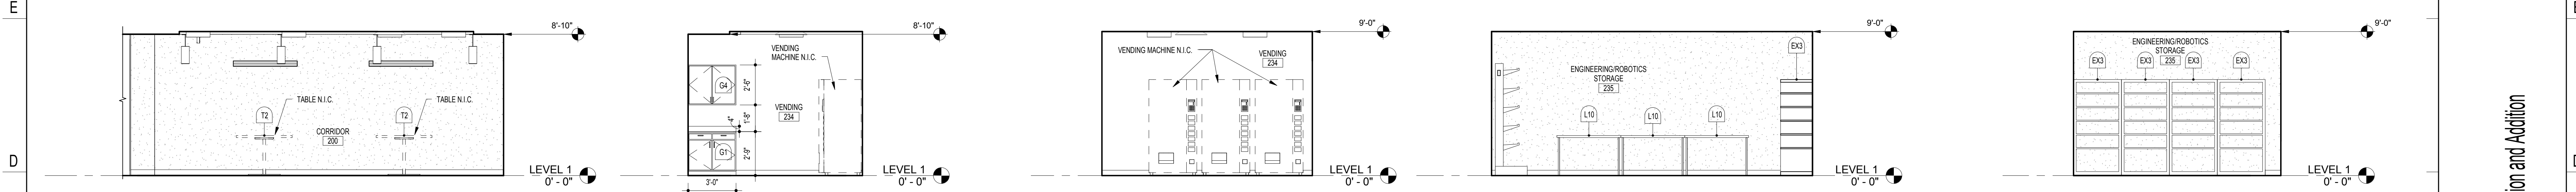 E
D
8'-10"
TABLE N.I.C.
TABLE N.I.C.
T2
T2
CORRIDOR
200
LEVEL 1
0' - 0"
8'-10"
VENDING
MACHINE N.I.C.
G4
2'-6"
VENDING
234
4"
1'-8"
G1
2'-9"
3'-0"
LEVEL 1
0' - 0"
9'-0"
VENDING MACHINE N.I.C.
VENDING
234
LEVEL 1
0' - 0"
9'-0"
EX3
ENGINEERING/ROBOTICS
STORAGE
235
L10
L10
L10
LEVEL 1
0' - 0"
9'-0"
ENGINEERING/ROBOTICS
STORAGE
235
EX3
EX3
EX3
EX3
LEVEL 1
0' - 0"
ion and Addition